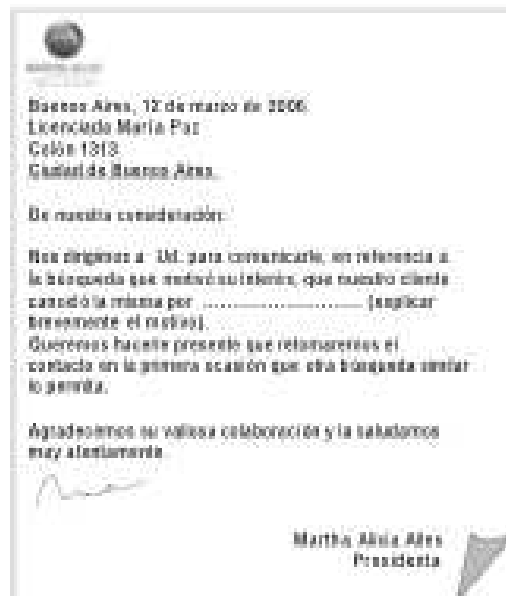 Buenos Aires, 12 de marzo de 2006.
Licenciada María Paz
Colón 1313
Ciudad de Buenos Aires.
De nuestra consideración:
Nos dirigimos a Ud. para comunicarle, en referencia a
la búsqueda que motivó su interés, que nuestro cliente
canceló la misma por ............................ (explicar
brevemente el motivo).
Queremos hacerle presente que retomaremos el
contacto en la primera ocasión que otra búsqueda similar
lo permita.
Agradecemos su valiosa colaboración y la saludamos
muy atentamente.
Martha Alicia Alles
Presidenta